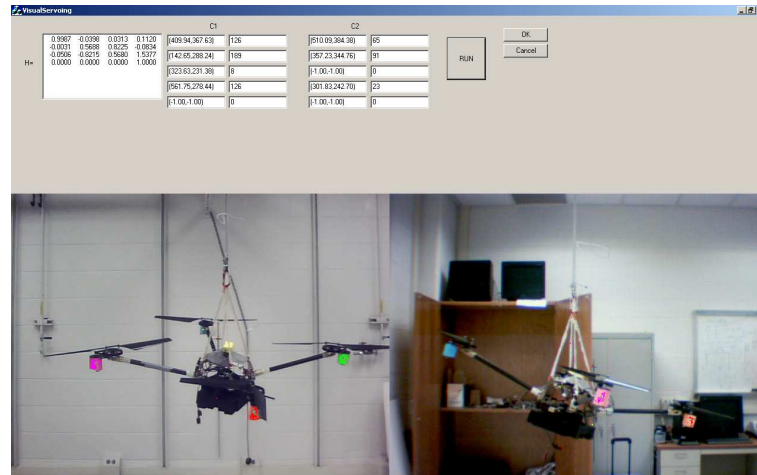 VisualServoing
C1
C2
H=
0.9987 -0.0398 0.0313 0.1120
-0.0031 0.5688 0.8225 -0.0834
-0.0506 -0.8215 0.5680 1.5377
0.0000 0.0000 0.0000 1.0000
(409.94,367.63) 126
(142.65,288.24) 189
(323.63,231.38) 8
(561.75,278.44) 126
(-1.00,-1.00) 0
(510.09,384.38) 65
(357.23,344.76) 91
(-1.00,-1.00) 0
(301.83,242.70) 23
(-1.00,-1.00) 0
RUN
OK
Cancel